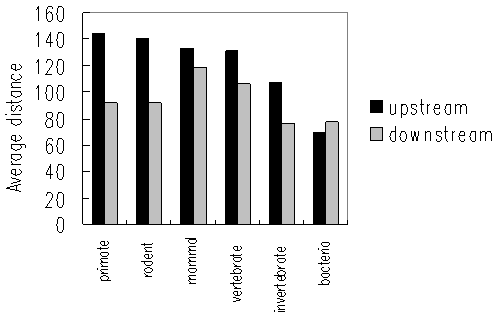 Average distance
160
140
120
100
80
60
40
20
0
primate
rodent
mammal
vertebrate
invertebrate
bacteria
upstream
downstream